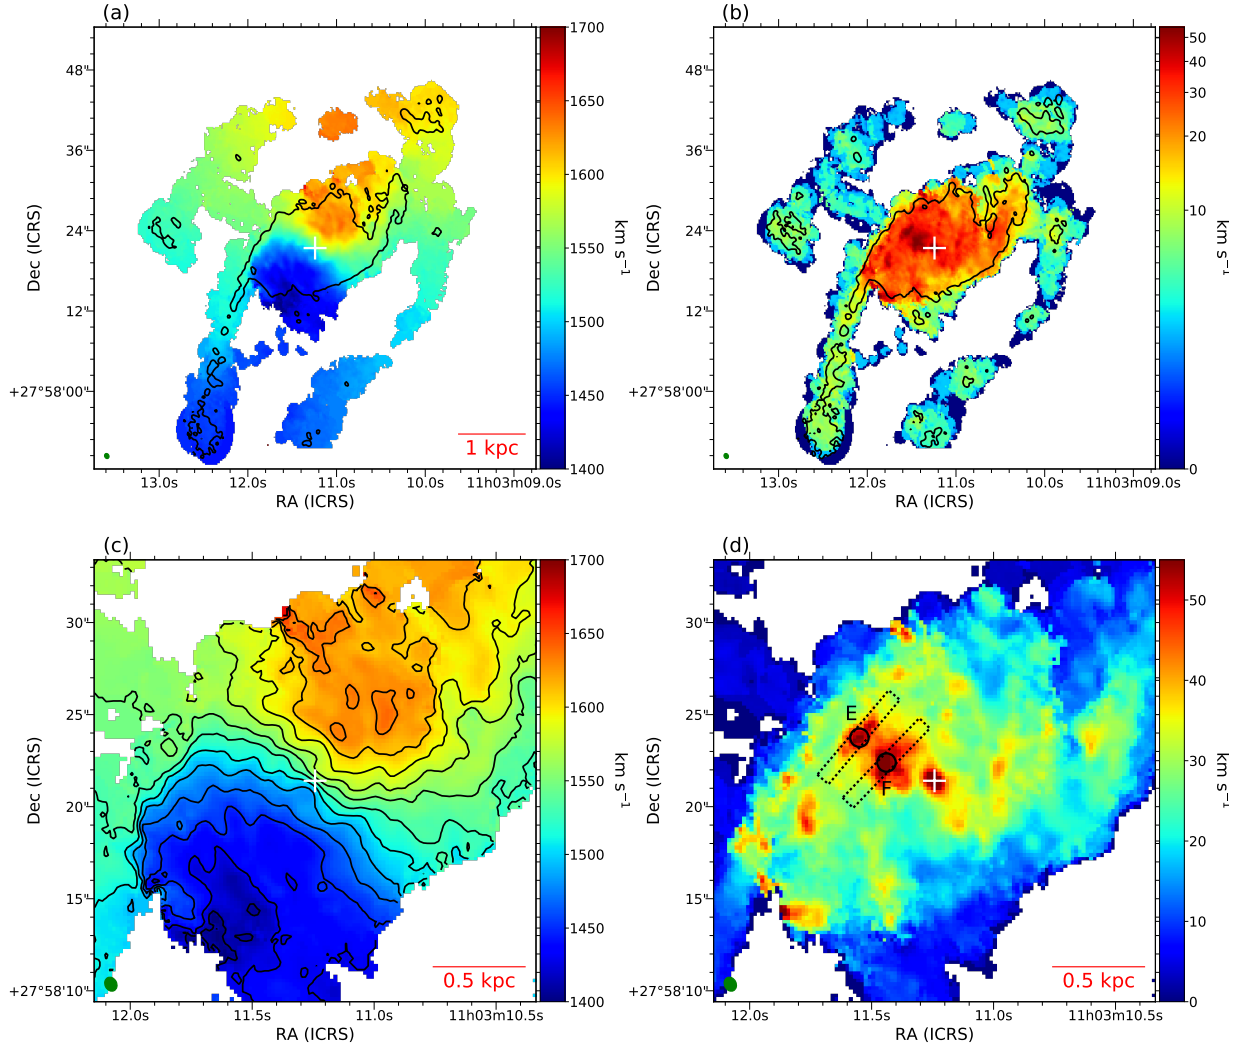 (a)
48"
36"
24"
12"
+27°58'00"
Dec (ICRS)
13.0s 12.0s 11.0s 10.0s 11h03m09.0s
RA (ICRS)
1 kpc
1700
1650
1600
1550
1500
1450
1400
km s⁻¹
(b)
48"
36"
24"
12"
+27°58'00"
Dec (ICRS)
13.0s 12.0s 11.0s 10.0s 11h03m09.0s
RA (ICRS)
50
40
30
20
10
0
km s⁻¹
(c)
30"
25"
20"
15"
+27°58'10"
Dec (ICRS)
12.0s 11.5s 11.0s 11h03m10.5s
RA (ICRS)
0.5 kpc
1700
1650
1600
1550
1500
1450
1400
km s⁻¹
(d)
30"
25"
20"
15"
+27°58'10"
Dec (ICRS)
E
F
12.0s 11.5s 11.0s 11h03m10.5s
RA (ICRS)
0.5 kpc
50
40
30
20
10
0
km s⁻¹